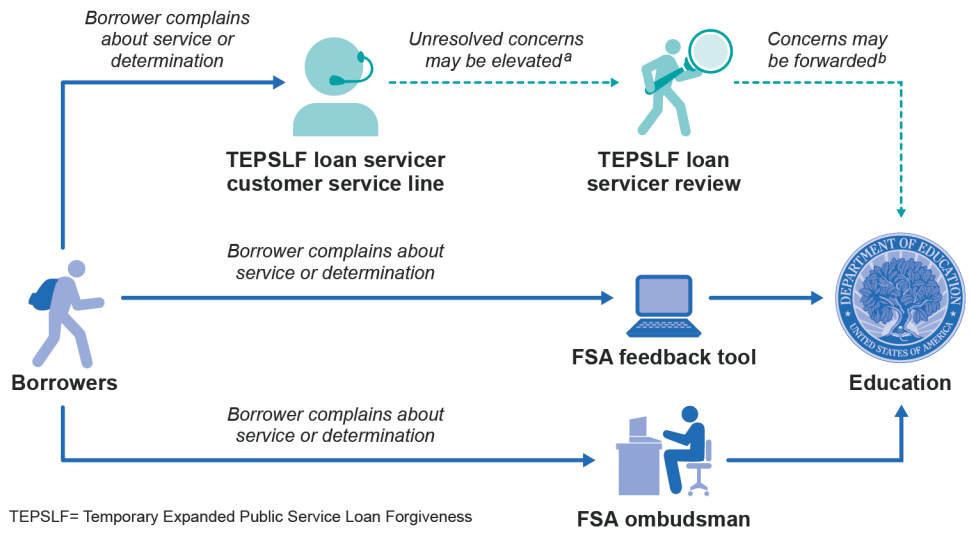 Borrower complains
about service or
determination
Unresolved concerns
may be elevatedª
Concerns may
be forwardedᵇ
TEPSLF loan servicer
customer service line
TEPSLF loan
servicer review
Borrower complains about
service or determination
DEPARTMENT OF EDUCATION
UNITED STATES OF AMERICA
FSA feedback tool
Borrowers
Education
Borrower complains about
service or determination
FSA ombudsman
TEPSLF= Temporary Expanded Public Service Loan Forgiveness